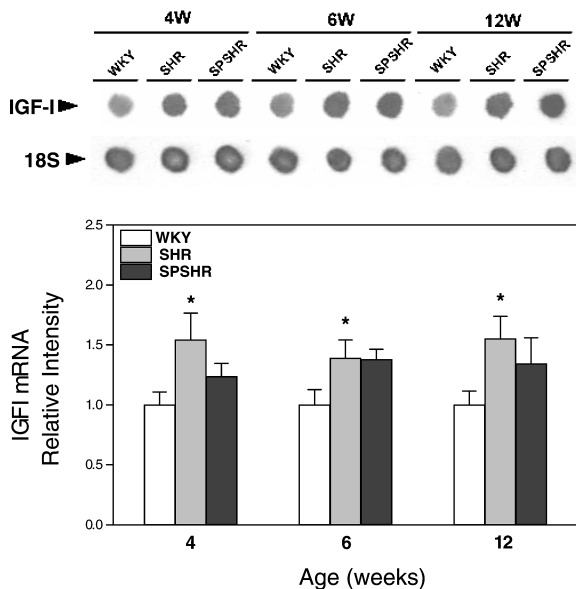 4W 6W 12W
WKY SHR SPSHR WKY SHR SPSHR WKY SHR SPSHR
IGF-I
18S
2.5
WKY
SHR
SPSHR
2.0
* * *
1.5
1.0
0.5
0.0
IGFI mRNA
Relative Intensity
4 6 12
Age (weeks)